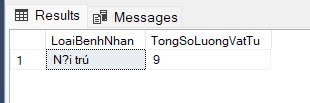 Results Messages
LoaiBenhNhan TongSoLuongVatTu
1 N?i trú 9